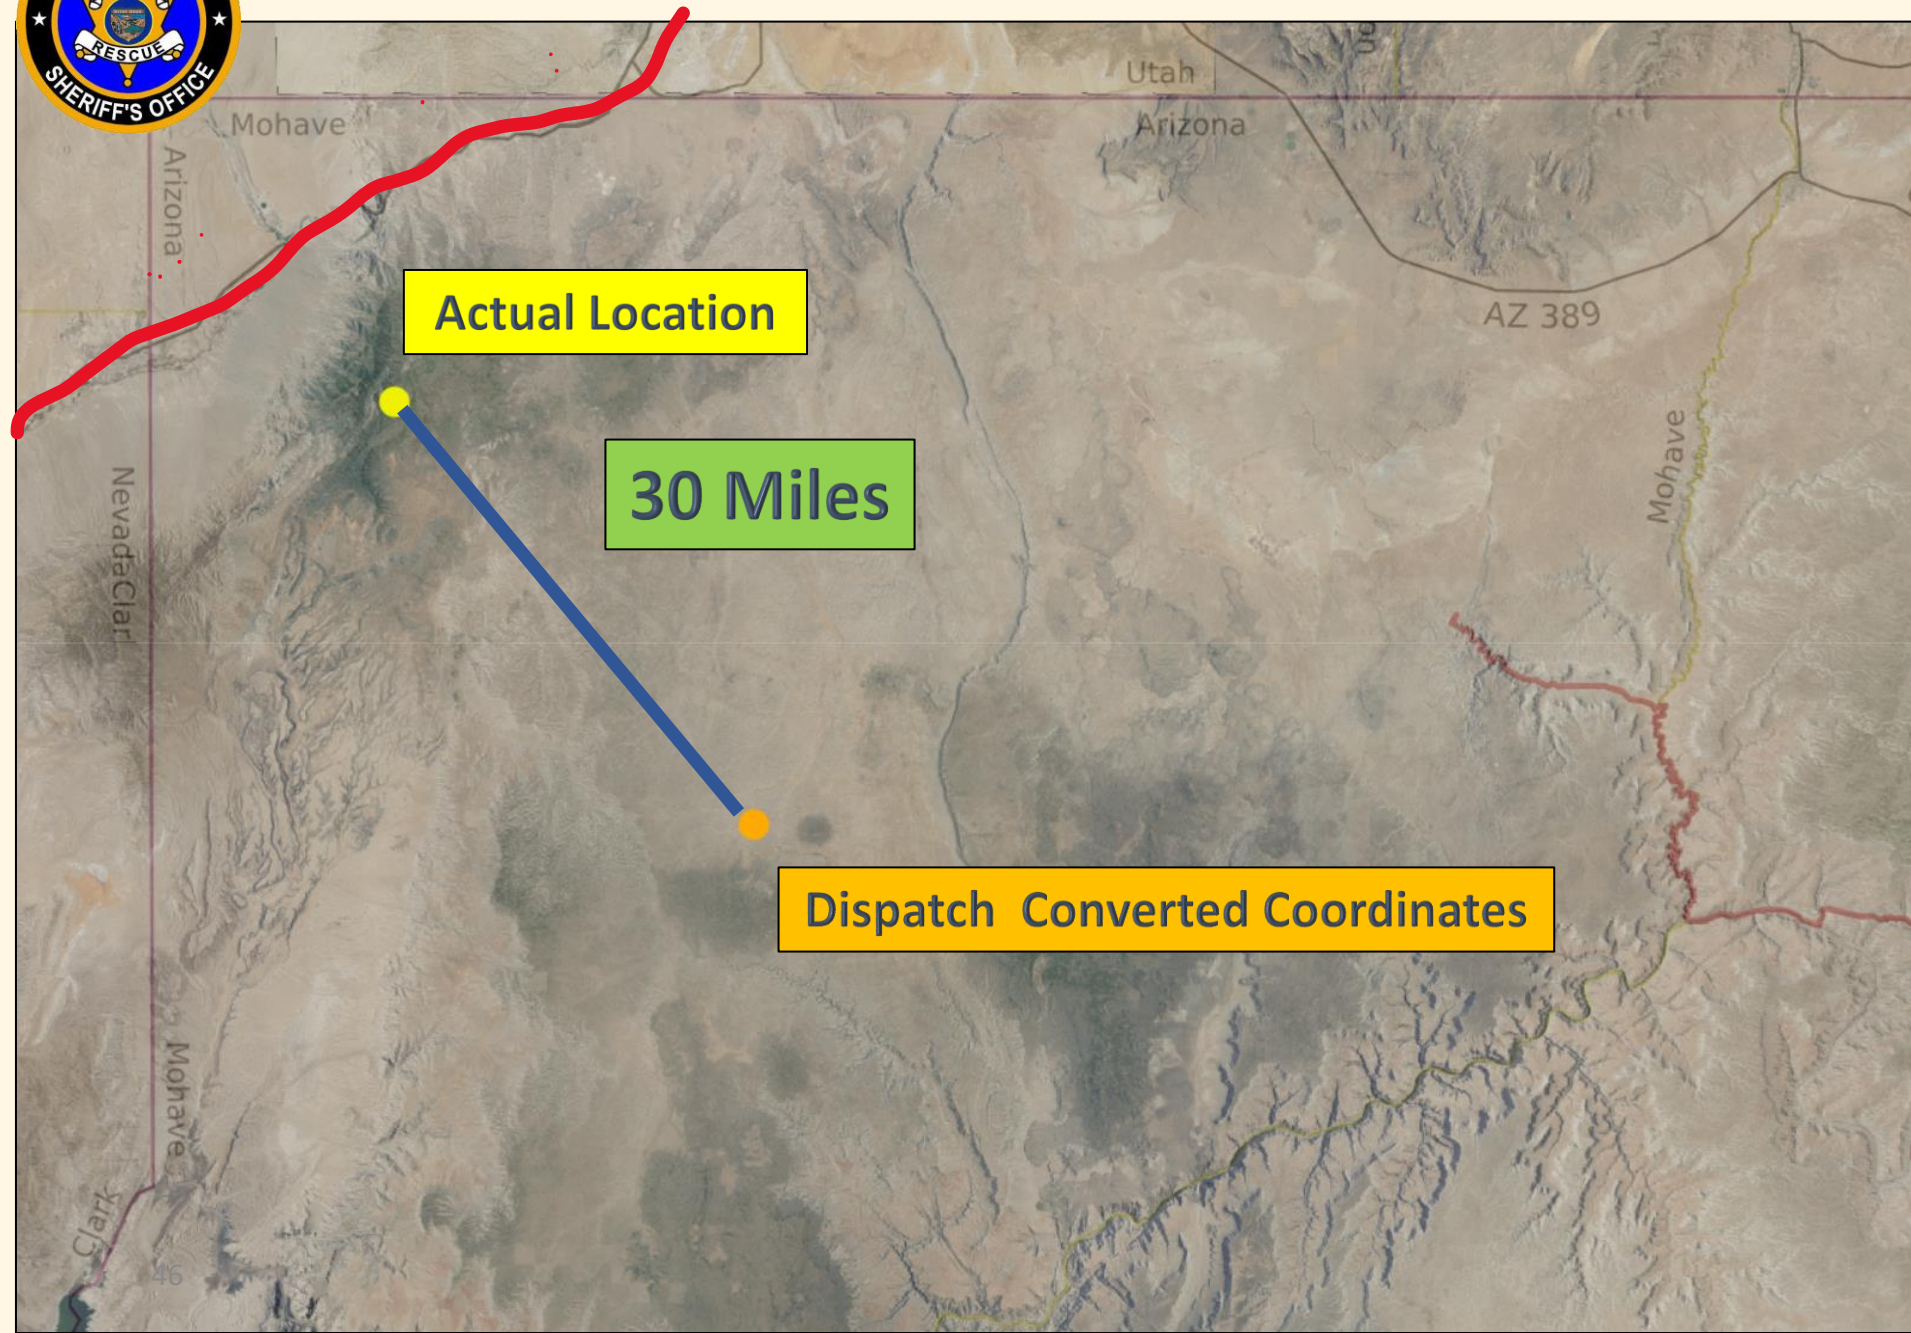 RESCUE
SHERIFF'S OFFICE
Utah
Mohave
Arizona
Arizona
Actual Location
AZ 389
30 Miles
Mohave
Nevada
Clar
Dispatch  Converted Coordinates
Mohave
Clark
46